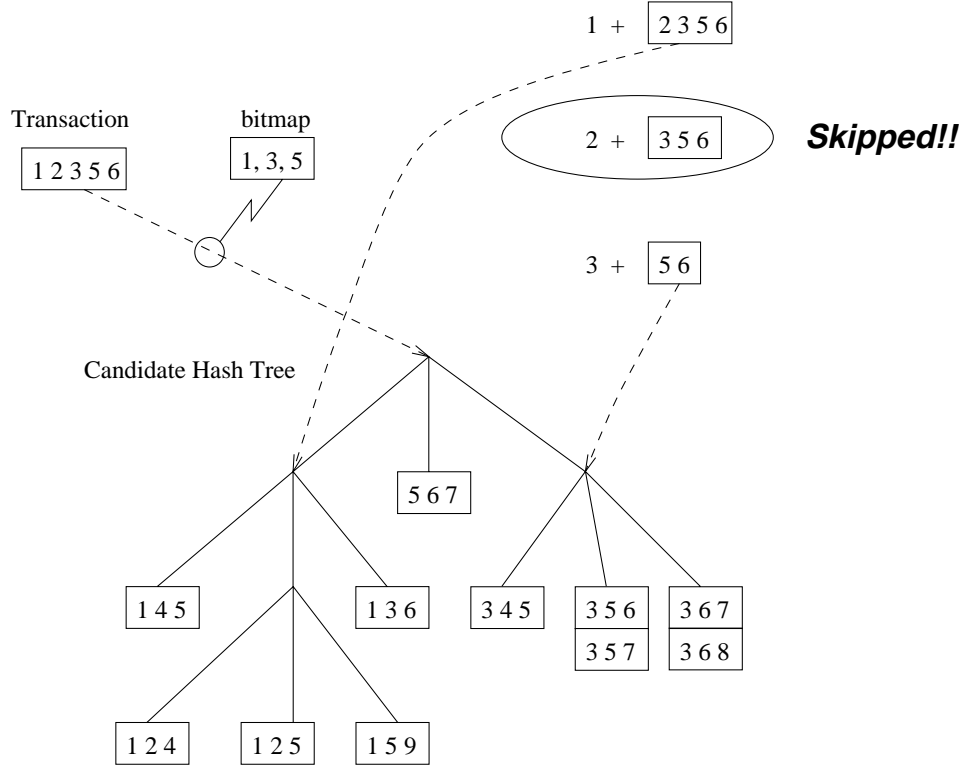 1 + 2 3 5 6
Transaction
bitmap
2 + 3 5 6
Skipped!!
1 2 3 5 6
1, 3, 5
3 + 5 6
Candidate Hash Tree
5 6 7
1 4 5
1 3 6
3 4 5
3 5 6
3 6 7
3 5 7
3 6 8
1 2 4
1 2 5
1 5 9